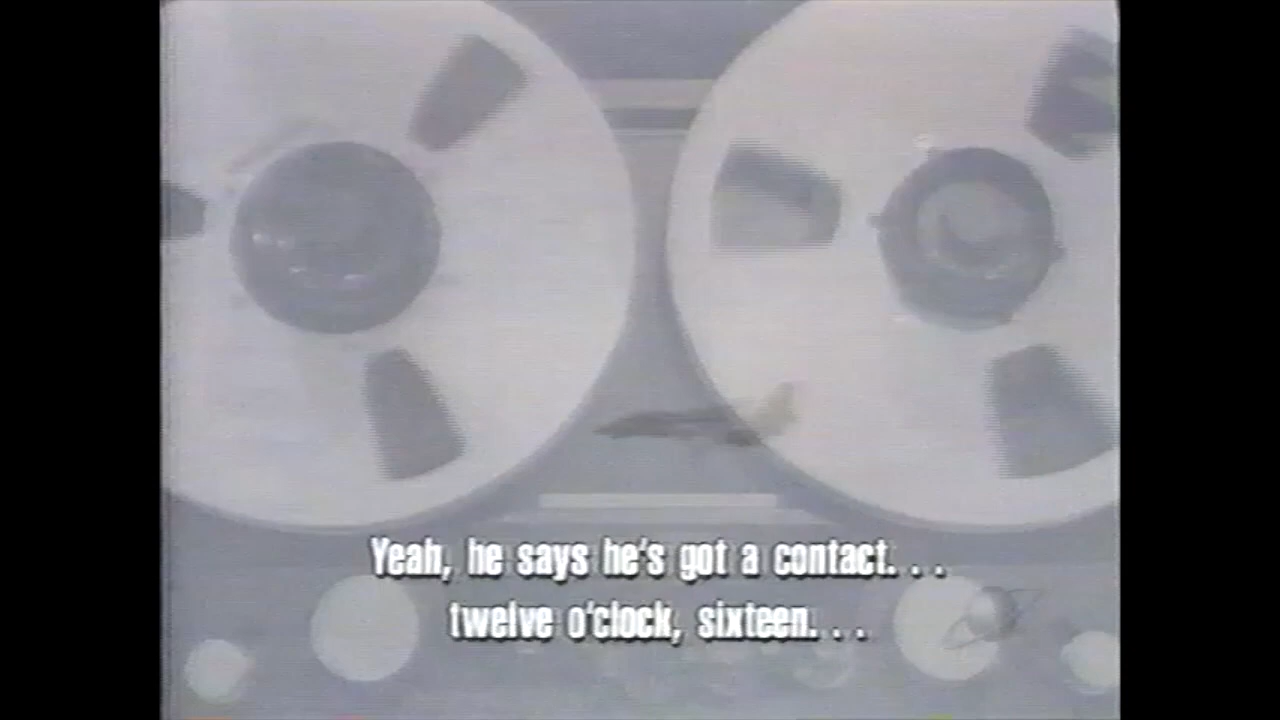 Yeah, he says he's got a contact. . .
twelve o'clock, sixteen. . .